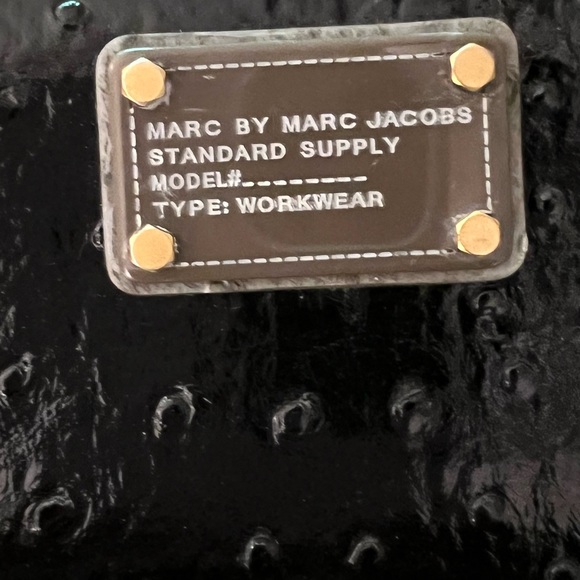 MARC BY MARC JACOBS
STANDARD SUPPLY
MODEL#_________
TYPE: WORKWEAR